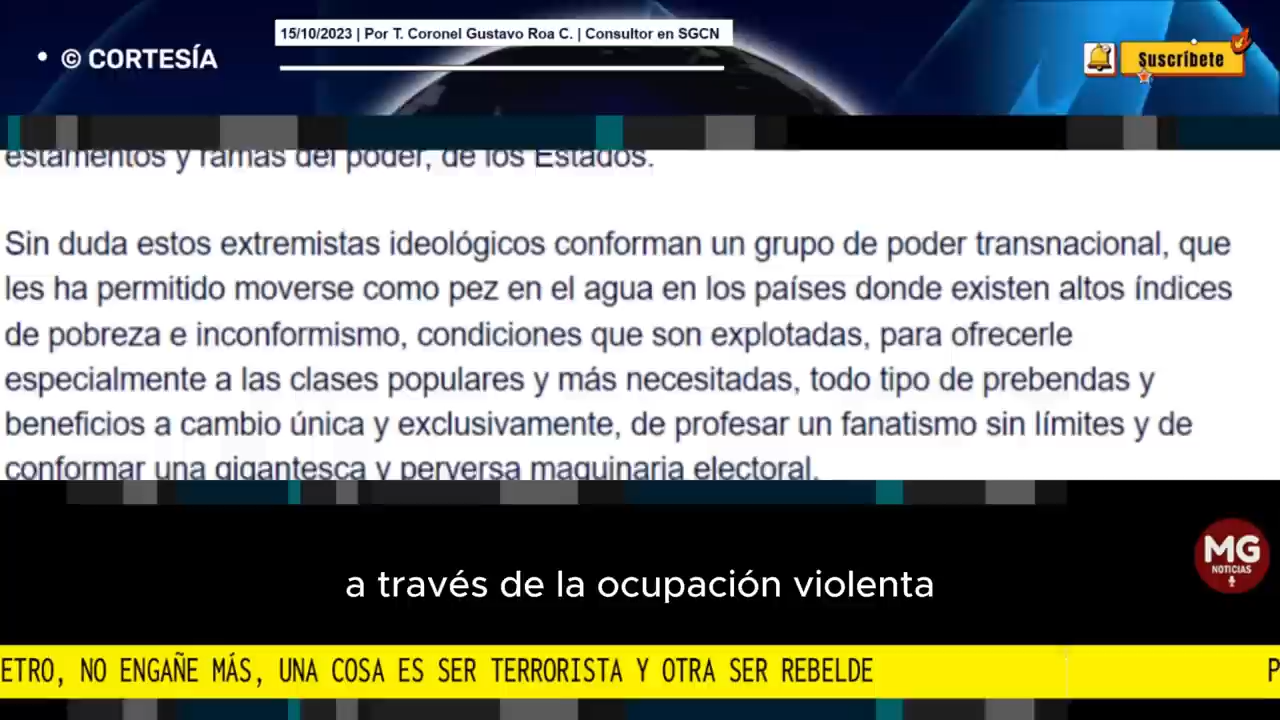 15/10/2023 | Por T. Coronel Gustavo Roa C. | Consultor en SGCN
• © CORTESÍA
Suscríbete
estamentos y ramas del poder, de los Estados.
Sin duda estos extremistas ideológicos conforman un grupo de poder transnacional, que
les ha permitido moverse como pez en el agua en los países donde existen altos índices
de pobreza e inconformismo, condiciones que son explotadas, para ofrecerle
especialmente a las clases populares y más necesitadas, todo tipo de prebendas y
beneficios a cambio única y exclusivamente, de profesar un fanatismo sin límites y de
conformar una gigantesca y perversa maquinaria electoral.
MG
NOTICIAS
a través de la ocupación violenta
ETRO, NO ENGAÑE MÁS, UNA COSA ES SER TERRORISTA Y OTRA SER REBELDE
P